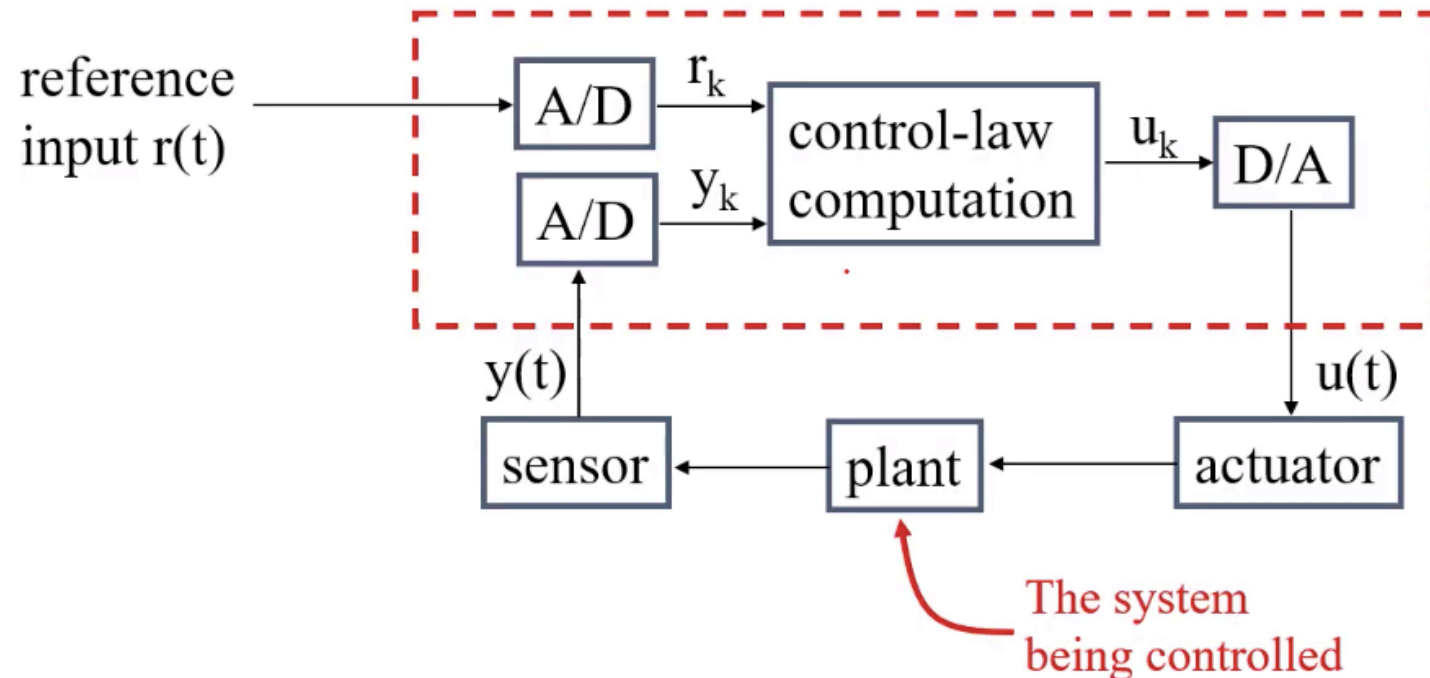 reference
input r(t)
A/D
r_k
A/D
y_k
control-law
computation
u_k
D/A
y(t)
u(t)
sensor
plant
actuator
The system
being controlled